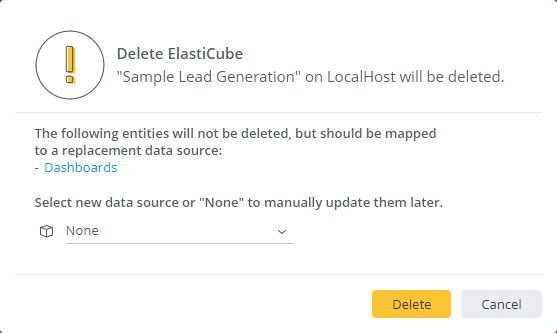 Delete ElastiCube
"Sample Lead Generation" on LocalHost will be deleted.
The following entities will not be deleted, but should be mapped
to a replacement data source:
- Dashboards
Select new data source or "None" to manually update them later.
None
Delete
Cancel